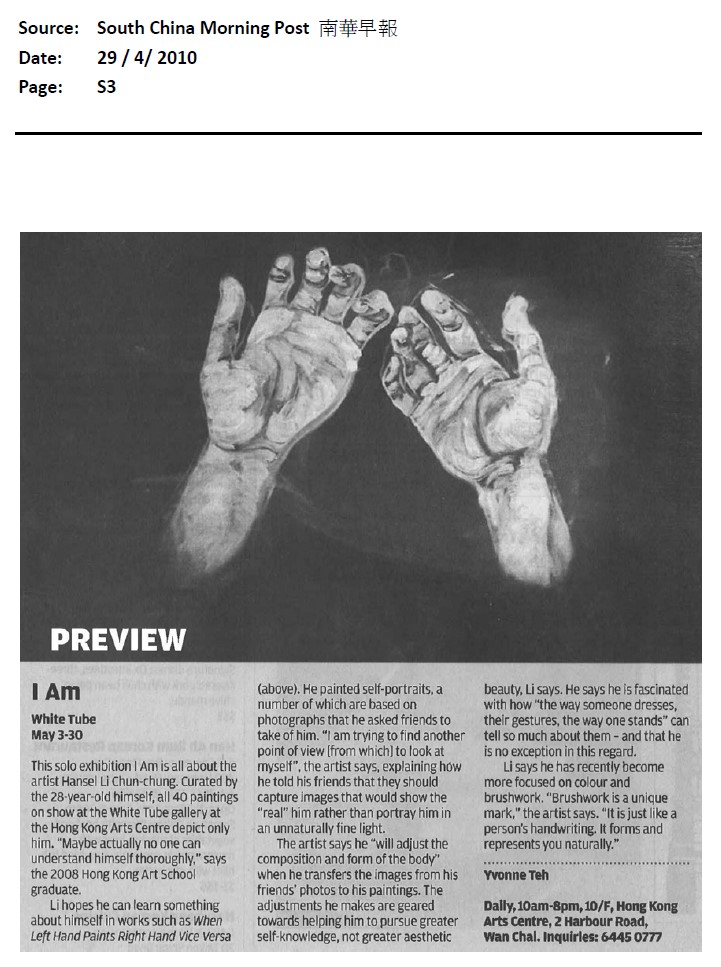 Source: South China Morning Post 南華早報
Date: 29 / 4/ 2010
Page: S3
PREVIEW
I Am
White Tube
May 3-30
This solo exhibition I Am is all about the
artist Hansel Li Chun-chung. Curated by
the 28-year-old himself, all 40 paintings
on show at the White Tube gallery at
the Hong Kong Arts Centre depict only
him. “Maybe actually no one can
understand himself thoroughly,” says
the 2008 Hong Kong Art School
graduate.
Li hopes he can learn something
about himself in works such as When
Left Hand Paints Right Hand Vice Versa
(above). He painted self-portraits, a
number of which are based on
photographs that he asked friends to
take of him. “I am trying to find another
point of view [from which] to look at
myself”, the artist says, explaining how
he told his friends that they should
capture images that would show the
“real” him rather than portray him in
an unnaturally fine light.
The artist says he “will adjust the
composition and form of the body”
when he transfers the images from his
friends’ photos to his paintings. The
adjustments he makes are geared
towards helping him to pursue greater
self-knowledge, not greater aesthetic
beauty, Li says. He says he is fascinated
with how “the way someone dresses,
their gestures, the way one stands” can
tell so much about them – and that he
is no exception in this regard.
Li says he has recently become
more focused on colour and
brushwork. “Brushwork is a unique
mark,” the artist says. “It is just like a
person’s handwriting. It forms and
represents you naturally.”
Yvonne Teh
Daily, 10am-8pm, 10/F, Hong Kong
Arts Centre, 2 Harbour Road,
Wan Chai. Inquiries: 6445 0777